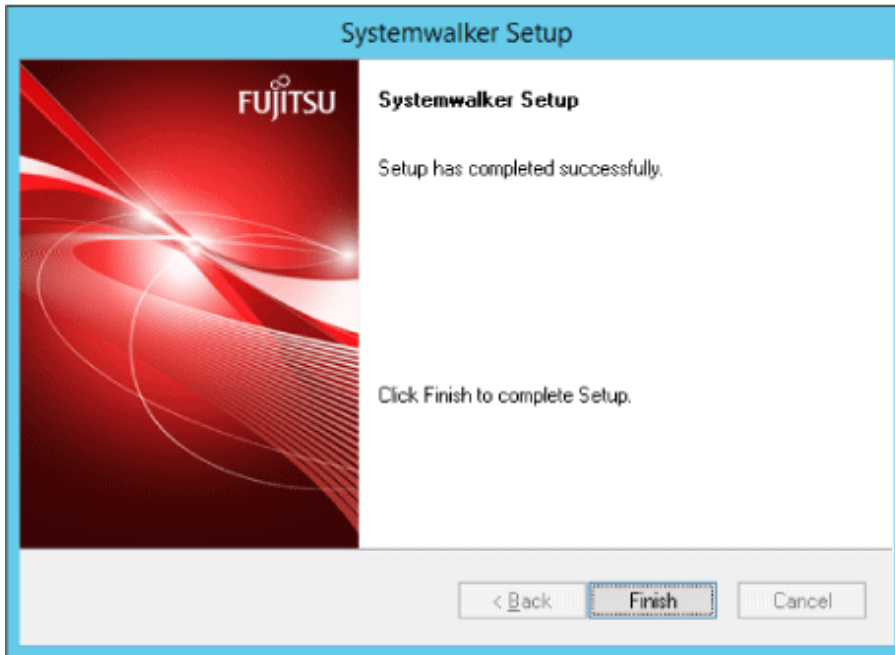 Systemwalker Setup
FUJITSU
Systemwalker Setup
Setup has completed successfully.
Click Finish to complete Setup.
< Back
Finish
Cancel